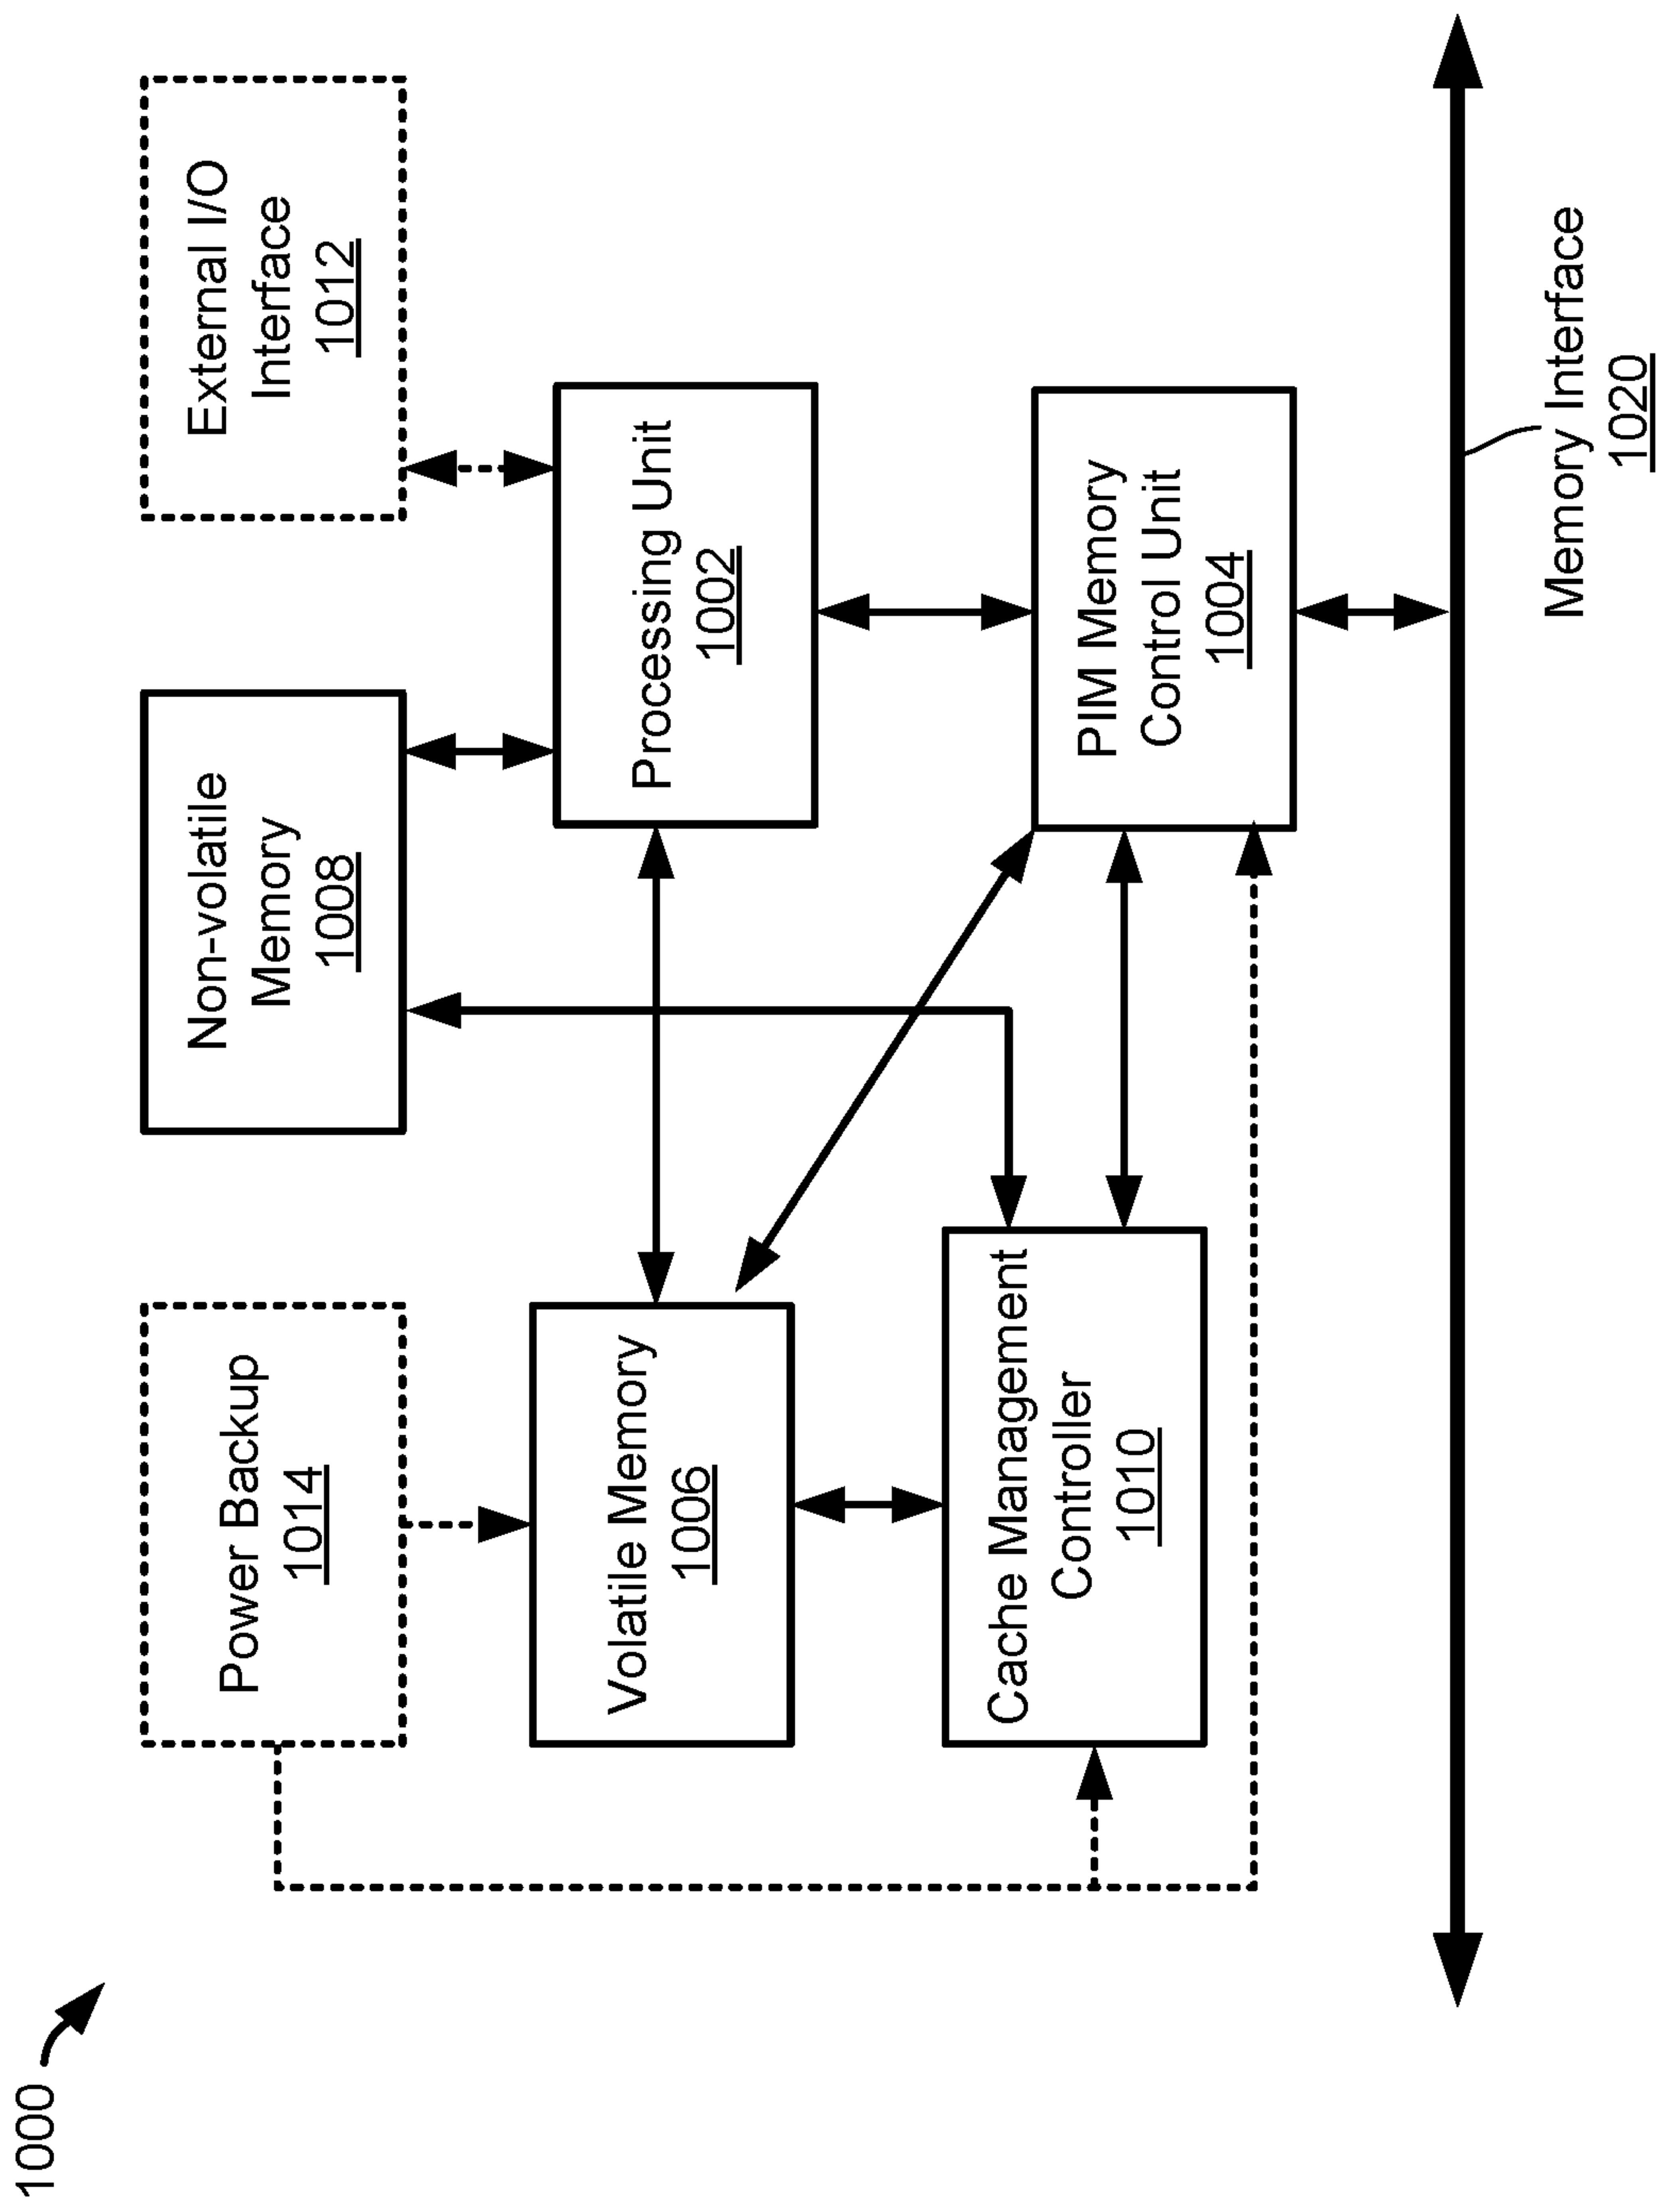 1000
Power Backup
1014
Non-volatile
Memory
1008
External I/O
Interface
1012
Volatile Memory
1006
Processing Unit
1002
Cache Management
Controller
1010
PIM Memory
Control Unit
1004
Memory Interface
1020